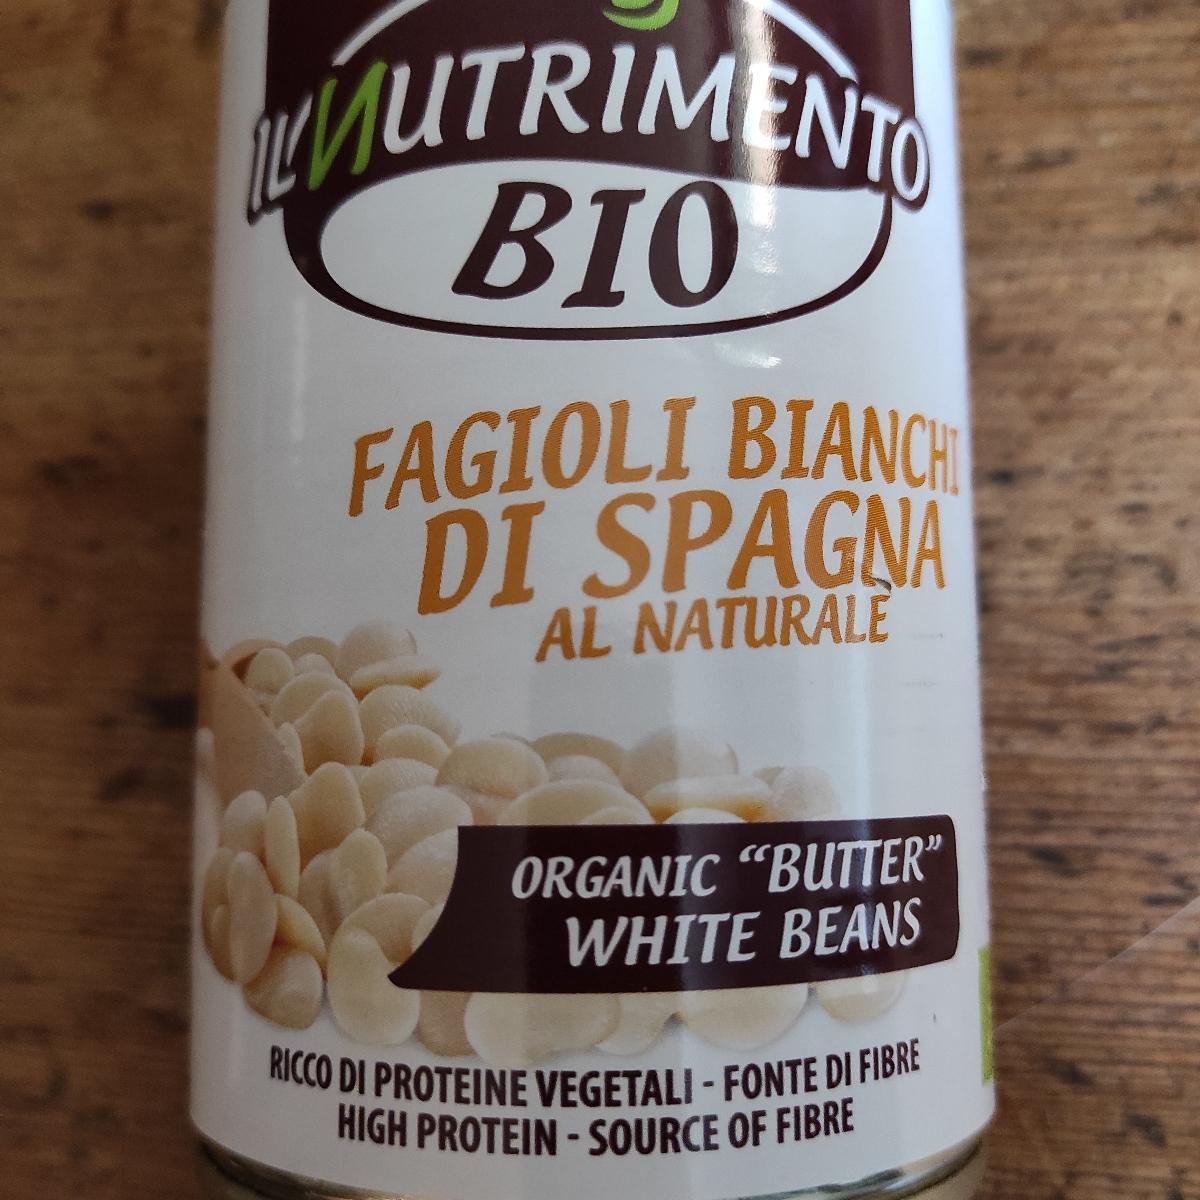 IL NUTRIMENTO
BIO
FAGIOLI BIANCHI
DI SPAGNA
AL NATURALE
ORGANIC “BUTTER”
WHITE BEANS
RICCO DI PROTEINE VEGETALI - FONTE DI FIBRE
HIGH PROTEIN - SOURCE OF FIBRE